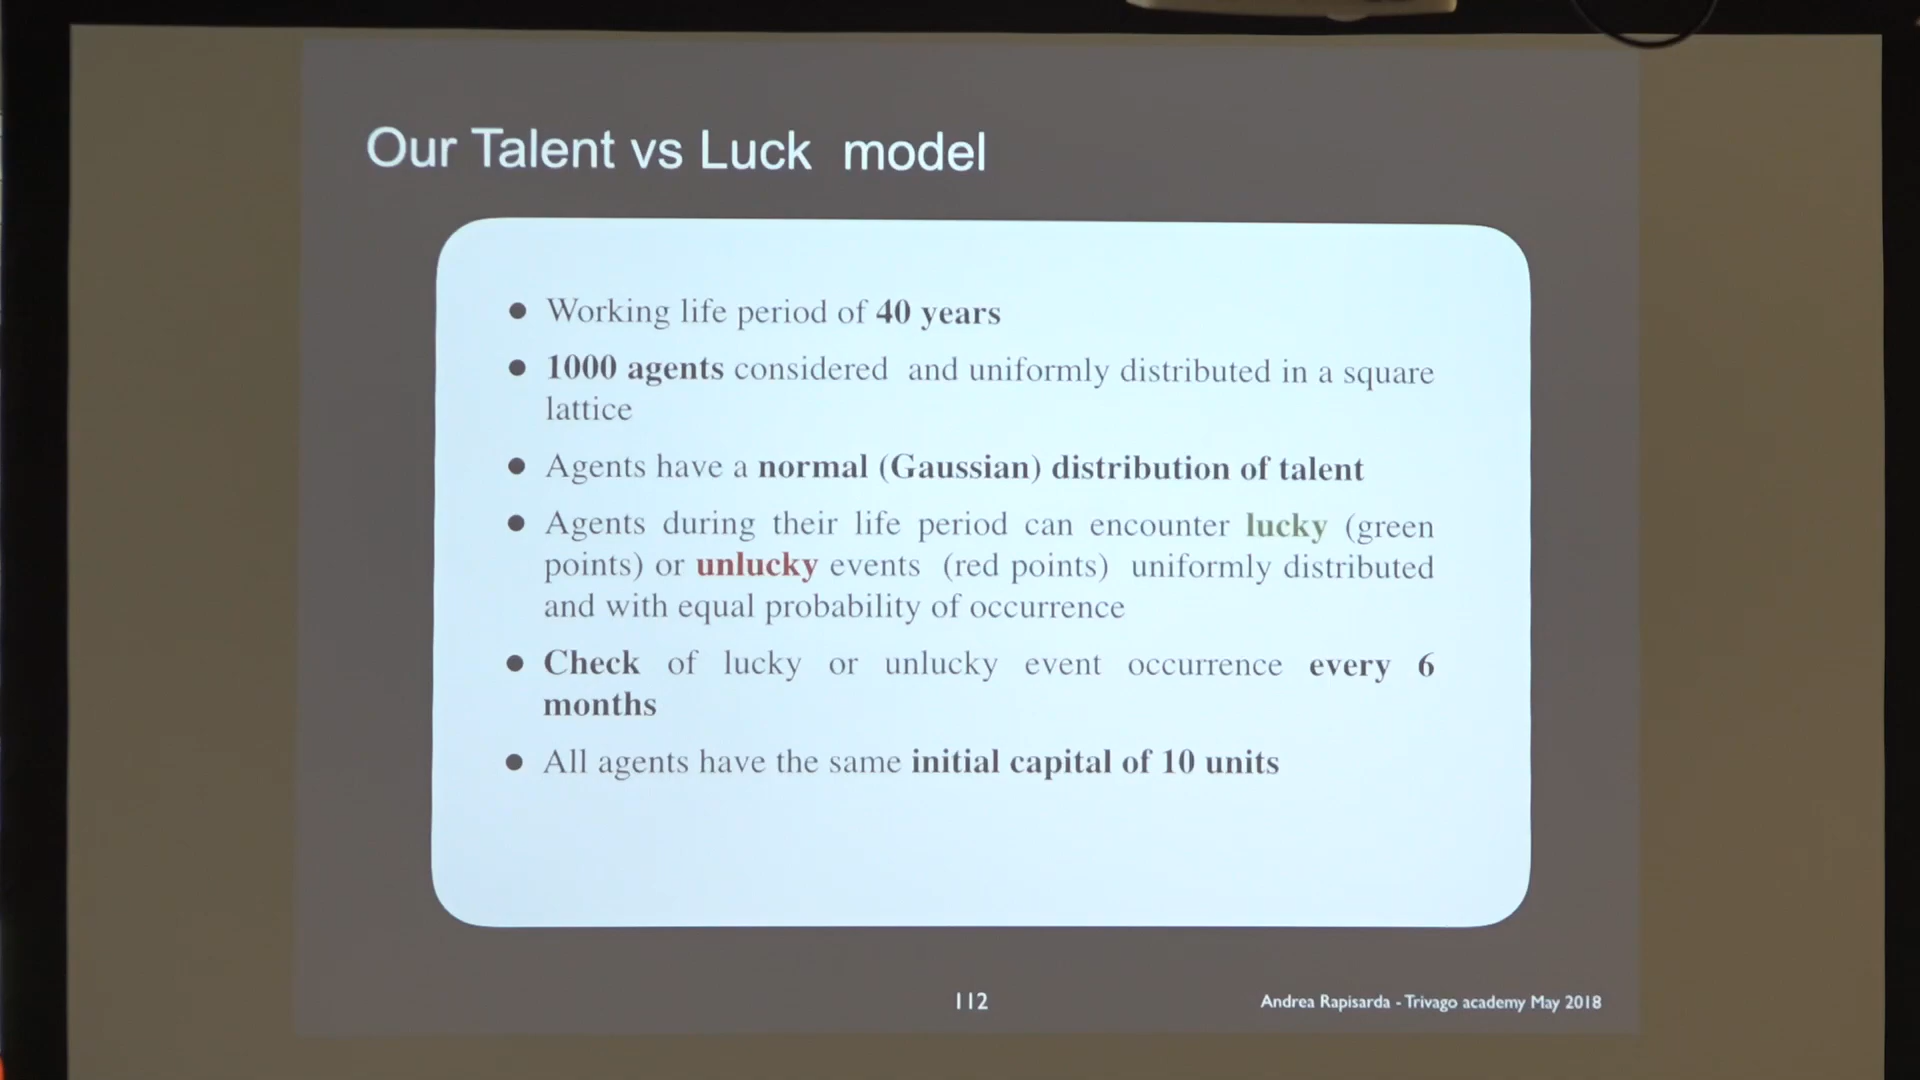 Our Talent vs Luck model
● Working life period of 40 years
● 1000 agents considered and uniformly distributed in a square
lattice
● Agents have a normal (Gaussian) distribution of talent
● Agents during their life period can encounter lucky (green
points) or unlucky events (red points) uniformly distributed
and with equal probability of occurrence
● Check of lucky or unlucky event occurrence every 6
months
● All agents have the same initial capital of 10 units
112
Andrea Rapisarda - Trivago academy May 2018